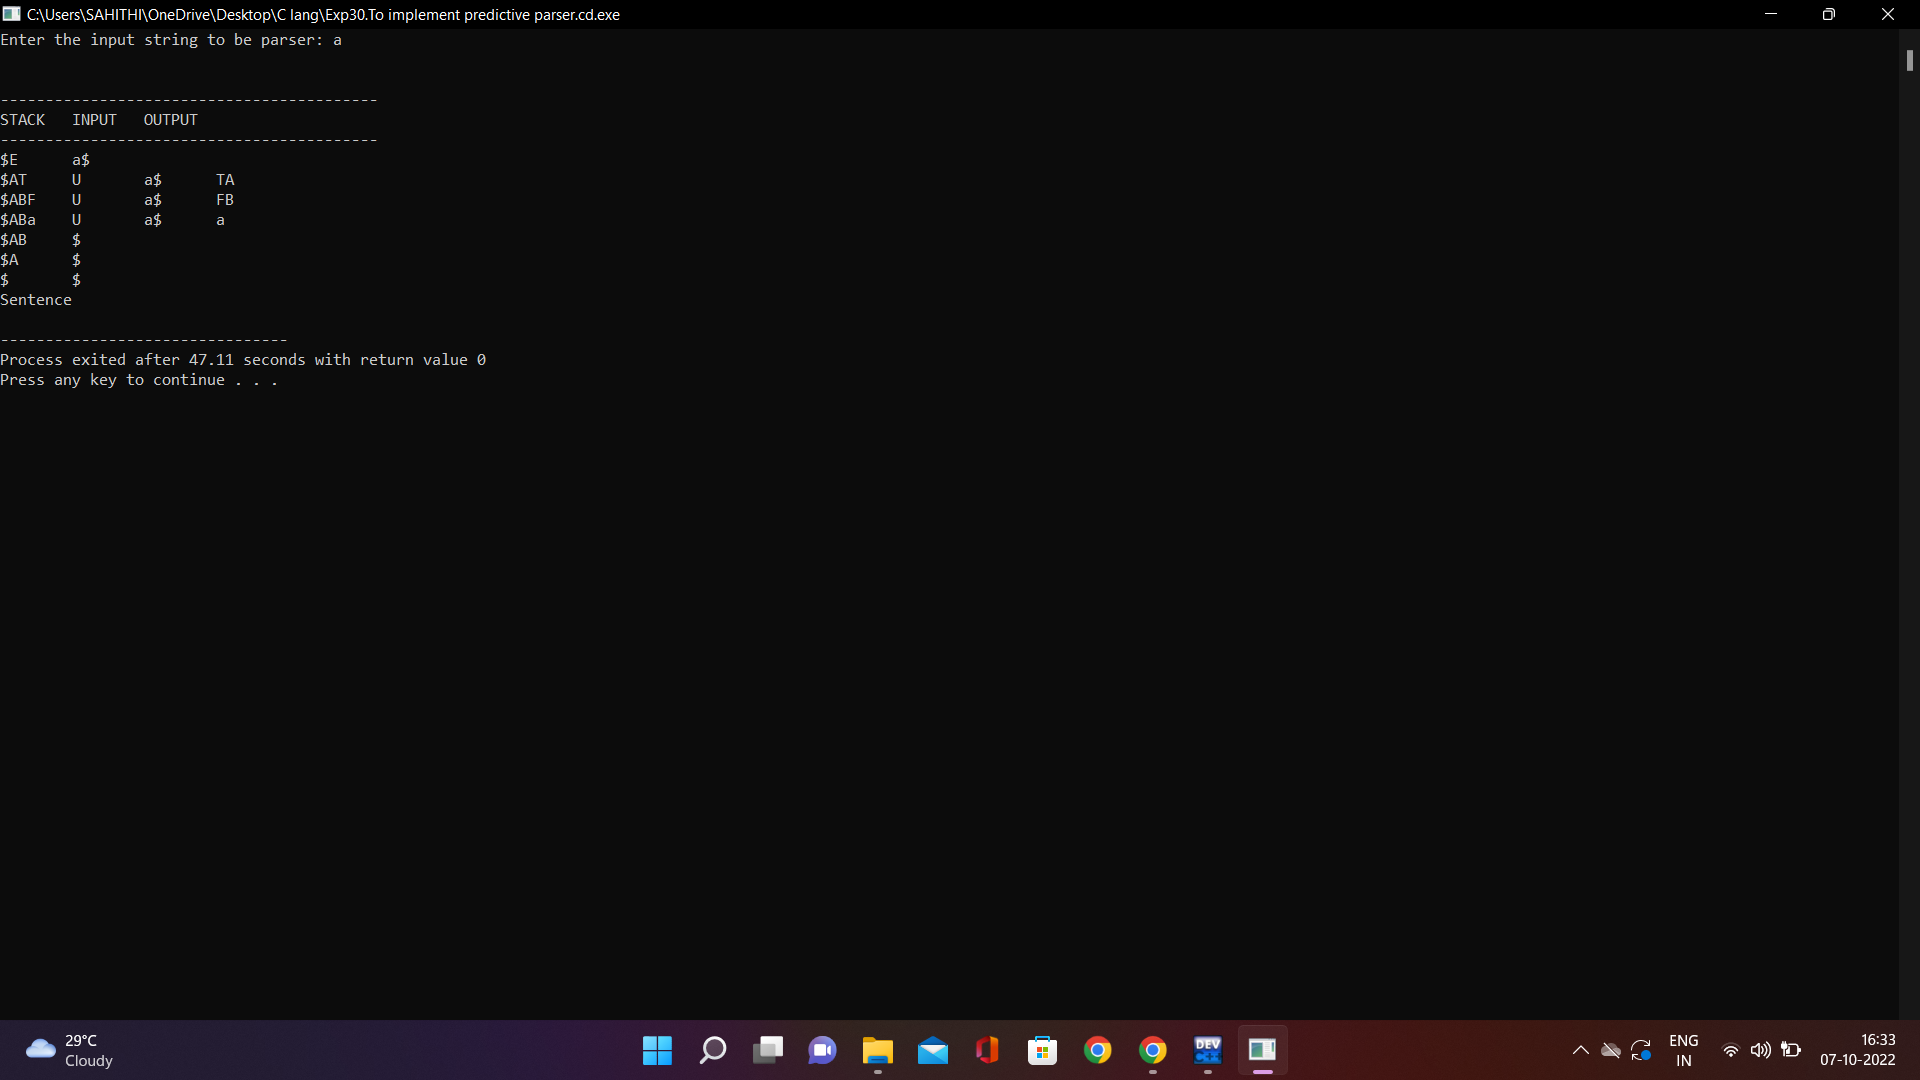 C:\Users\SAHITHI\OneDrive\Desktop\C lang\Exp30.To implement predictive parser.cd.exe
Enter the input string to be parser: a
------------------------------------------
STACK   INPUT   OUTPUT
------------------------------------------
$E      a$
$AT     U       a$      TA
$ABF    U       a$      FB
$ABa    U       a$      a
$AB     $
$A      $
$       $
Sentence
--------------------------------
Process exited after 47.11 seconds with return value 0
Press any key to continue . . .
29°C
Cloudy
DEV
C++
ENG
IN
16:33
07-10-2022